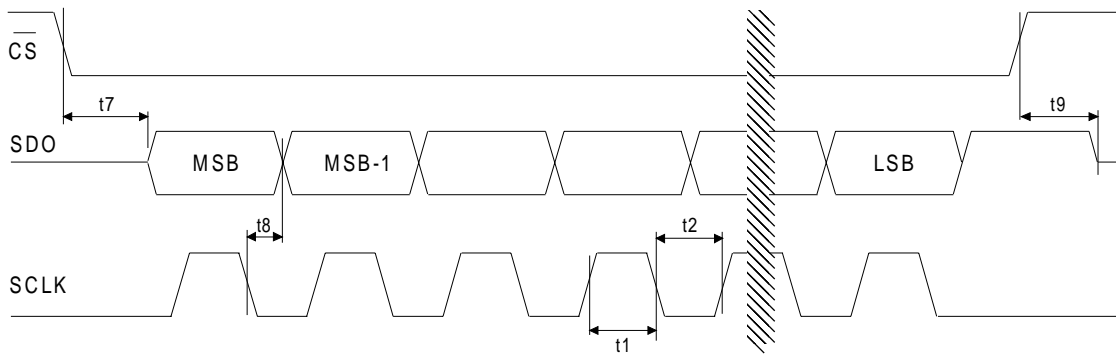 CS
t7
t9
SDO
MSB
MSB-1
LSB
t8
t2
SCLK
t1